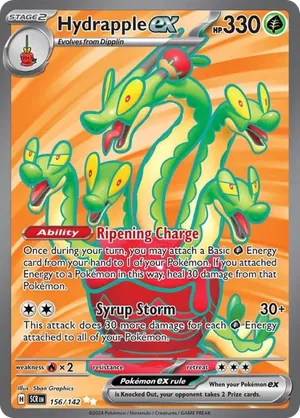 STAGE 2 Hydrapple ex HP 330
Evolves from Dipplin
Ability Ripening Charge
Once during your turn, you may attach a Basic Energy
card from your hand to 1 of your Pokémon. If you attached
Energy to a Pokémon in this way, heal 30 damage from that
Pokémon.
Syrup Storm 30+
This attack does 30 more damage for each Energy
attached to all of your Pokémon.
weakness ×2 resistance retreat
Illus. 5ban Graphics
Pokémon ex rule When your Pokémon ex
is Knocked Out, your opponent takes 2 Prize cards.
H SCR EN 156/142
©2024 Pokémon / Nintendo / Creatures / GAME FREAK